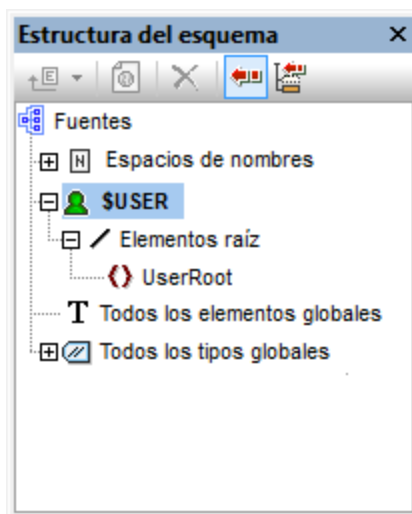 Estructura del esquema
Fuentes
Espacios de nombres
$USER
Elementos raíz
UserRoot
T Todos los elementos globales
Todos los tipos globales